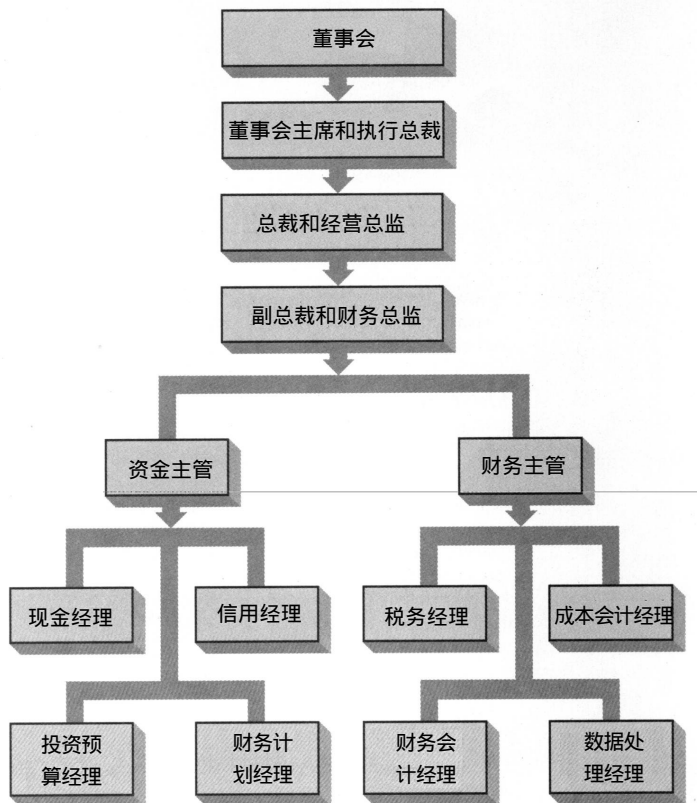 董事会
董事会主席和执行总裁
总裁和经营总监
副总裁和财务总监
资金主管
财务主管
现金经理
信用经理
税务经理
成本会计经理
投资预
算经理
财务计
划经理
财务会
计经理
数据处
理经理